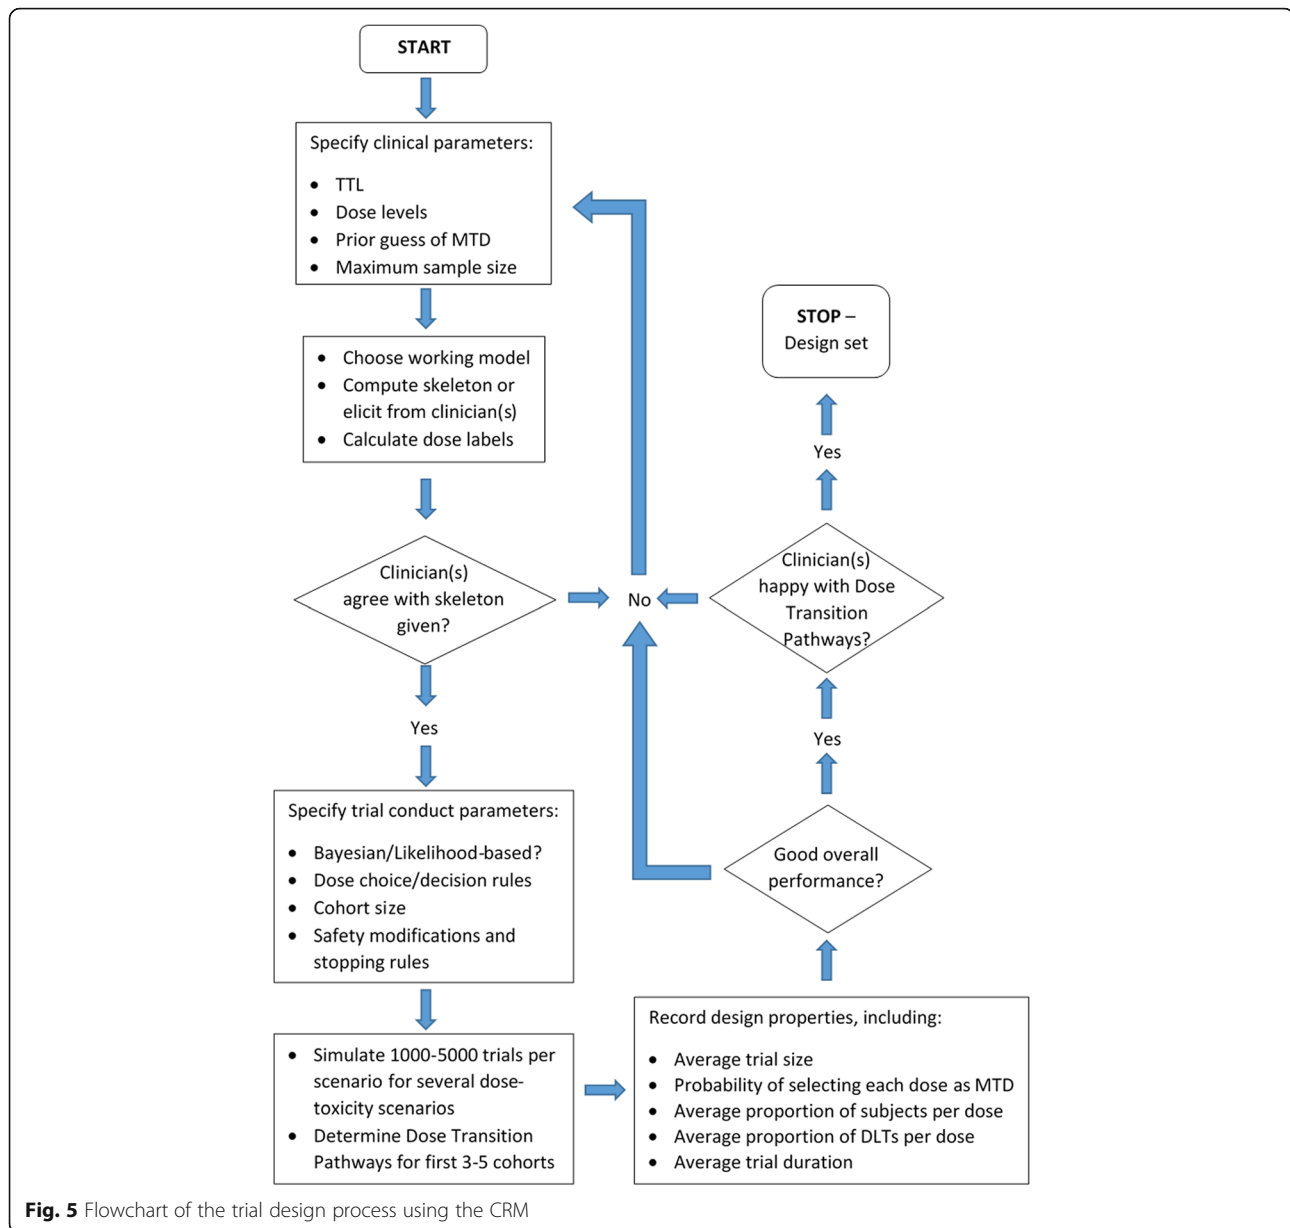 START
Specify clinical parameters:
• TTL
• Dose levels
• Prior guess of MTD
• Maximum sample size
• Choose working model
• Compute skeleton or
elicit from clinician(s)
• Calculate dose labels
Clinician(s)
agree with skeleton
given?
No
Yes
Specify trial conduct parameters:
• Bayesian/Likelihood-based?
• Dose choice/decision rules
• Cohort size
• Safety modifications and
stopping rules
• Simulate 1000-5000 trials per
scenario for several dose-
toxicity scenarios
• Determine Dose Transition
Pathways for first 3-5 cohorts
Record design properties, including:
• Average trial size
• Probability of selecting each dose as MTD
• Average proportion of subjects per dose
• Average proportion of DLTs per dose
• Average trial duration
Good overall
performance?
Yes
Clinician(s)
happy with Dose
Transition
Pathways?
Yes
STOP –
Design set
Fig. 5 Flowchart of the trial design process using the CRM